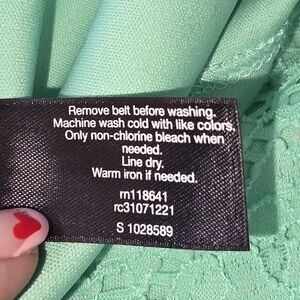 Remove belt before washing.
Machine wash cold with like colors.
Only non-chlorine bleach when
needed.
Line dry.
Warm iron if needed.
rn118641
rc31071221
S 1028589